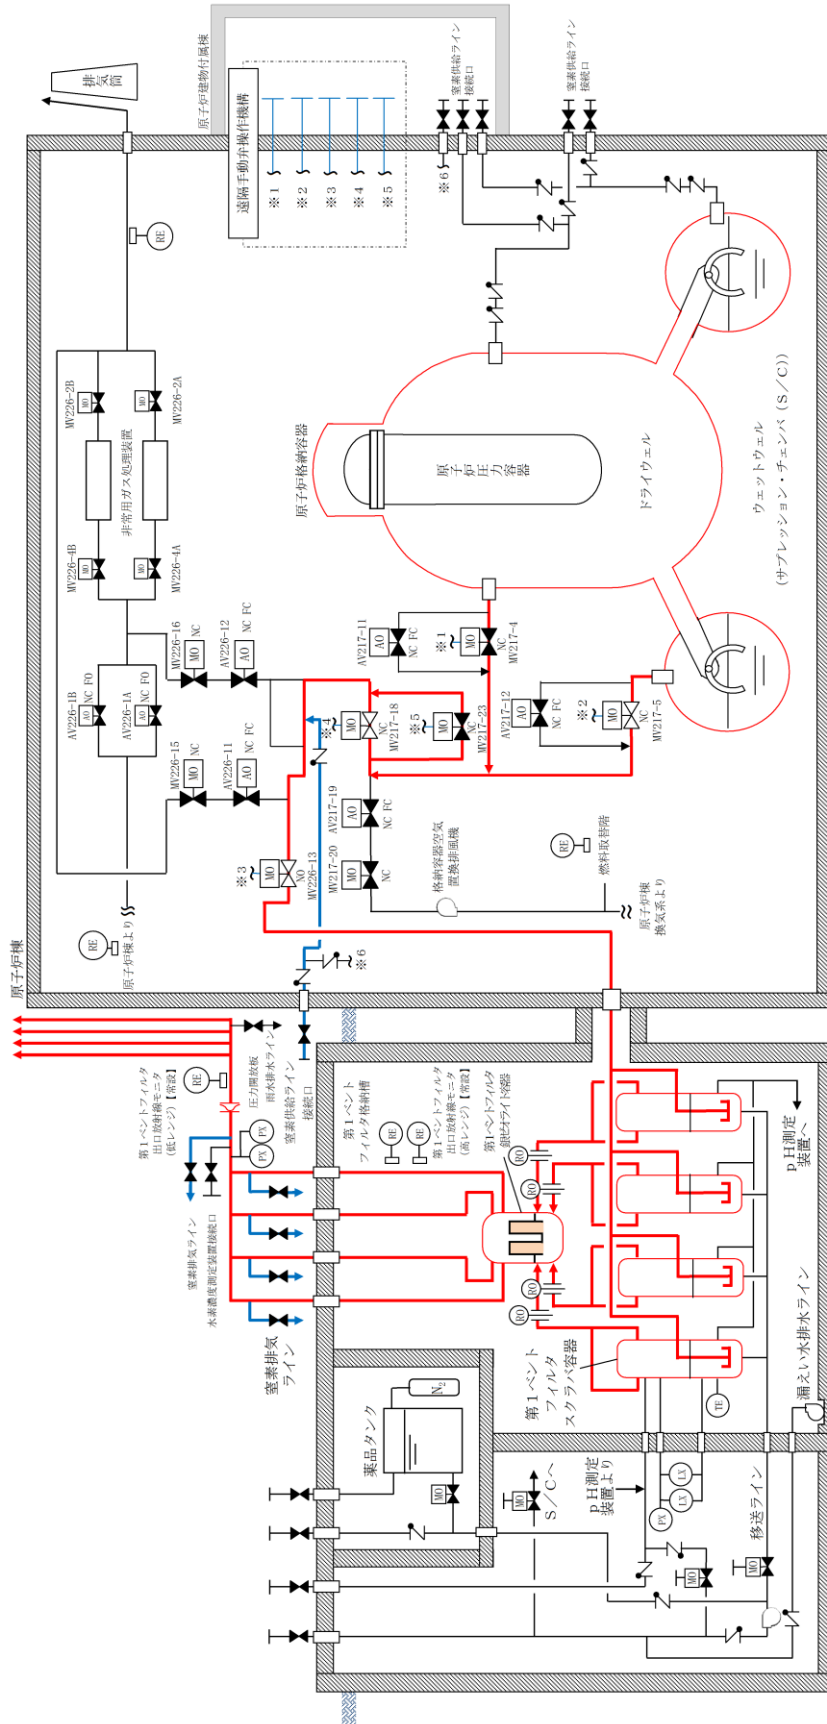 原子炉棟
排気筒
原子炉建物付属棟
遠隔手動弁操作機構
※1
※2
※3
※4
※5
※6
窒素供給ライン
接続口
窒素供給ライン
接続口
RE
MV226-2B
MO
MO
MV226-2A
非常用ガス処理装置
MV226-4B
MO
MO
MV226-4A
AV226-1B
AO
NC FO
AV226-1A
AO
NC FO
MV226-16
MO
NC
AV226-12
AO
NC FC
MV226-15
MO
NC
AV226-11
AO
NC FC
RE
原子炉棟より
原子炉格納容器
原子炉圧力容器
ドライウェル
ウェットウェル
(サプレッション・チェンバ(S/C))
AV217-11
AO
NC FC
※1
MO
NC
MV217-4
AV217-12
AO
NC FC
※2
MO
NC
MV217-5
※4
MO
NC
MV217-18
※5
MO
NC
MV217-23
AV217-19
AO
NC FC
MV217-20
MO
NC
※3
MO
NO
MV226-13
格納容器空気
置換排風機
RE
燃料取替階
原子炉棟
換気系より
※6
第1ベントフィルタ
出口放射線モニタ
(低レンジ)【常設】
RE
圧力開放板
雨水排水ライン
窒素供給ライン
接続口
PX
PX
窒素排気ライン
水素濃度測定装置接続口
窒素排気
ライン
第1ベント
フィルタ格納槽
RE
RE
第1ベントフィルタ
出口放射線モニタ
(高レンジ)【常設】
第1ベントフィルタ
銀ゼオライト容器
RO
RO
RO
RO
第1ベント
フィルタ
スクラバ容器
pH測定
装置へ
TE
漏えい水排水ライン
薬品タンク
N2
MO
MO
S/Cへ
pH測定
装置より
PX
LX
LX
移送ライン
MO
MO